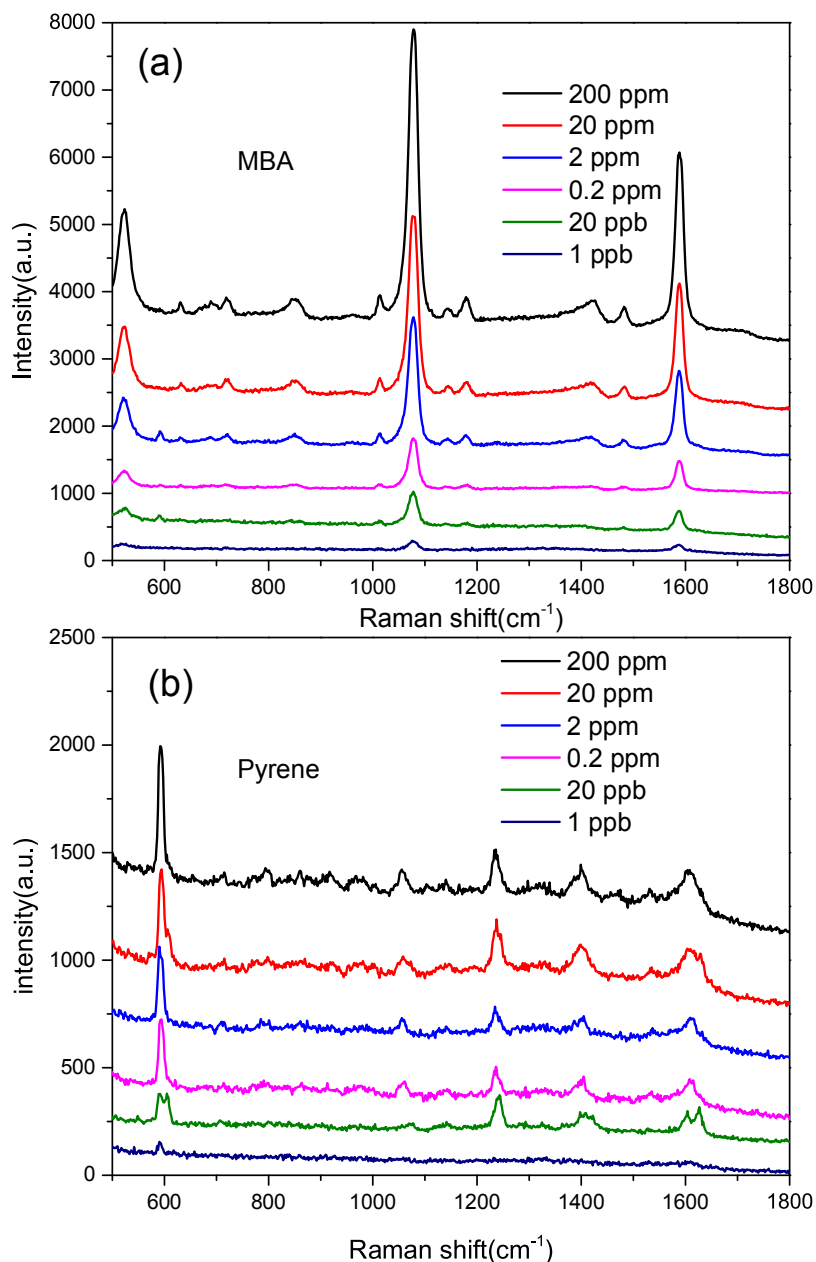 (a)
MBA
200 ppm
20 ppm
2 ppm
0.2 ppm
20 ppb
1 ppb
Intensity(a.u.)
8000
7000
6000
5000
4000
3000
2000
1000
0
600 800 1000 1200 1400 1600 1800
Raman shift(cm⁻¹)
(b)
Pyrene
200 ppm
20 ppm
2 ppm
0.2 ppm
20 ppb
1 ppb
intensity(a.u.)
2500
2000
1500
1000
500
0
600 800 1000 1200 1400 1600 1800
Raman shift(cm⁻¹)